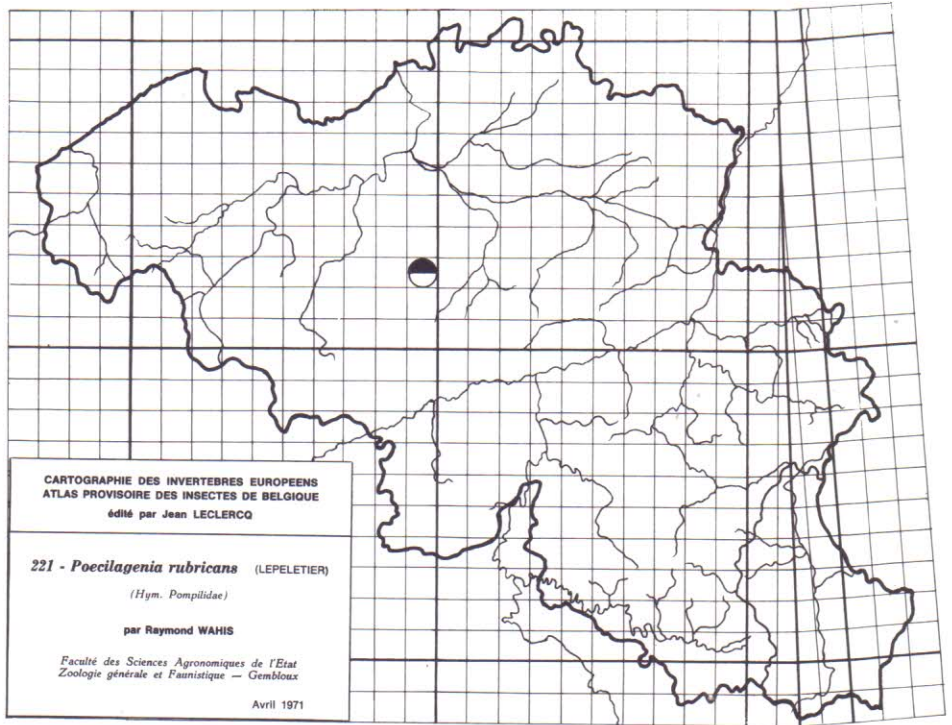 CARTOGRAPHIE DES INVERTEBRES EUROPEENS
ATLAS PROVISOIRE DES INSECTES DE BELGIQUE
édité par Jean LECLERCQ
221 - Poecilagenia rubricans (LEPELETIER)
(Hym. Pompilidae)
par Raymond WAHIS
Faculté des Sciences Agronomiques de l'Etat
Zoologie générale et Faunistique — Gembloux
Avril 1971